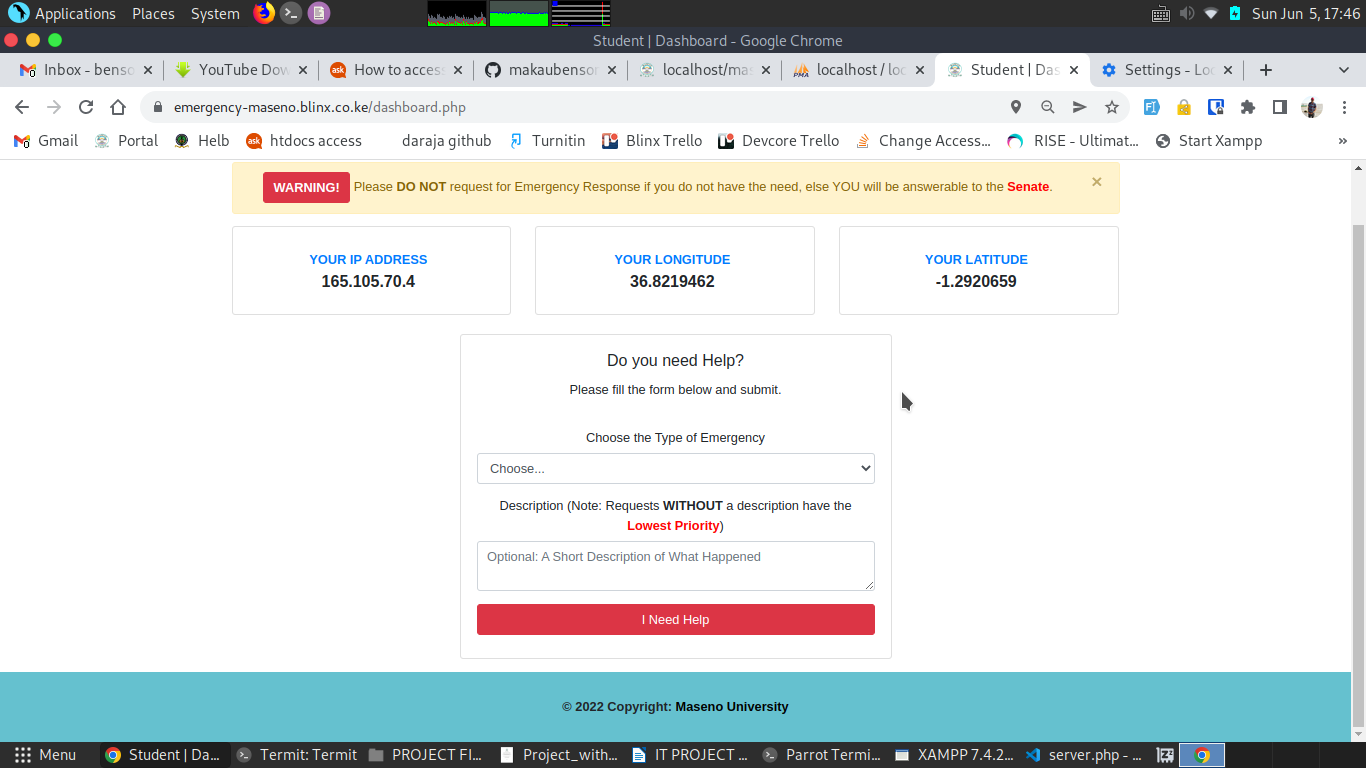 Applications Places System
Sun Jun 5, 17:46
Student | Dashboard - Google Chrome
Inbox - benso
YouTube Dow
How to access
makaubensor
localhost/mas
localhost / loc
Student | Das
Settings - Loc
emergency-maseno.blinx.co.ke/dashboard.php
Gmail Portal Helb htdocs access daraja github Turnitin Blinx Trello Devcore Trello Change Access... RISE - Ultimat... Start Xampp »
WARNING! Please DO NOT request for Emergency Response if you do not have the need, else YOU will be answerable to the Senate. ×
YOUR IP ADDRESS
165.105.70.4
YOUR LONGITUDE
36.8219462
YOUR LATITUDE
-1.2920659
Do you need Help?
Please fill the form below and submit.
Choose the Type of Emergency
Choose...
Description (Note: Requests WITHOUT a description have the
Lowest Priority)
Optional: A Short Description of What Happened
I Need Help
© 2022 Copyright: Maseno University
Menu Student | Da... Termit: Termit PROJECT FI... Project_with... IT PROJECT ... Parrot Termi... XAMPP 7.4.2... server.php - ...